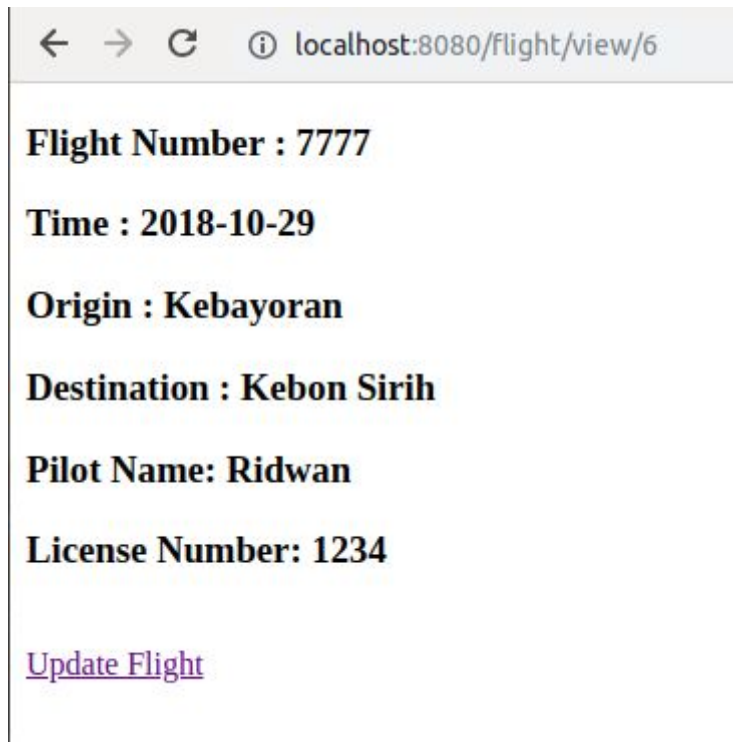 localhost:8080/flight/view/6
Flight Number : 7777
Time : 2018-10-29
Origin : Kebayoran
Destination : Kebon Sirih
Pilot Name: Ridwan
License Number: 1234
Update Flight